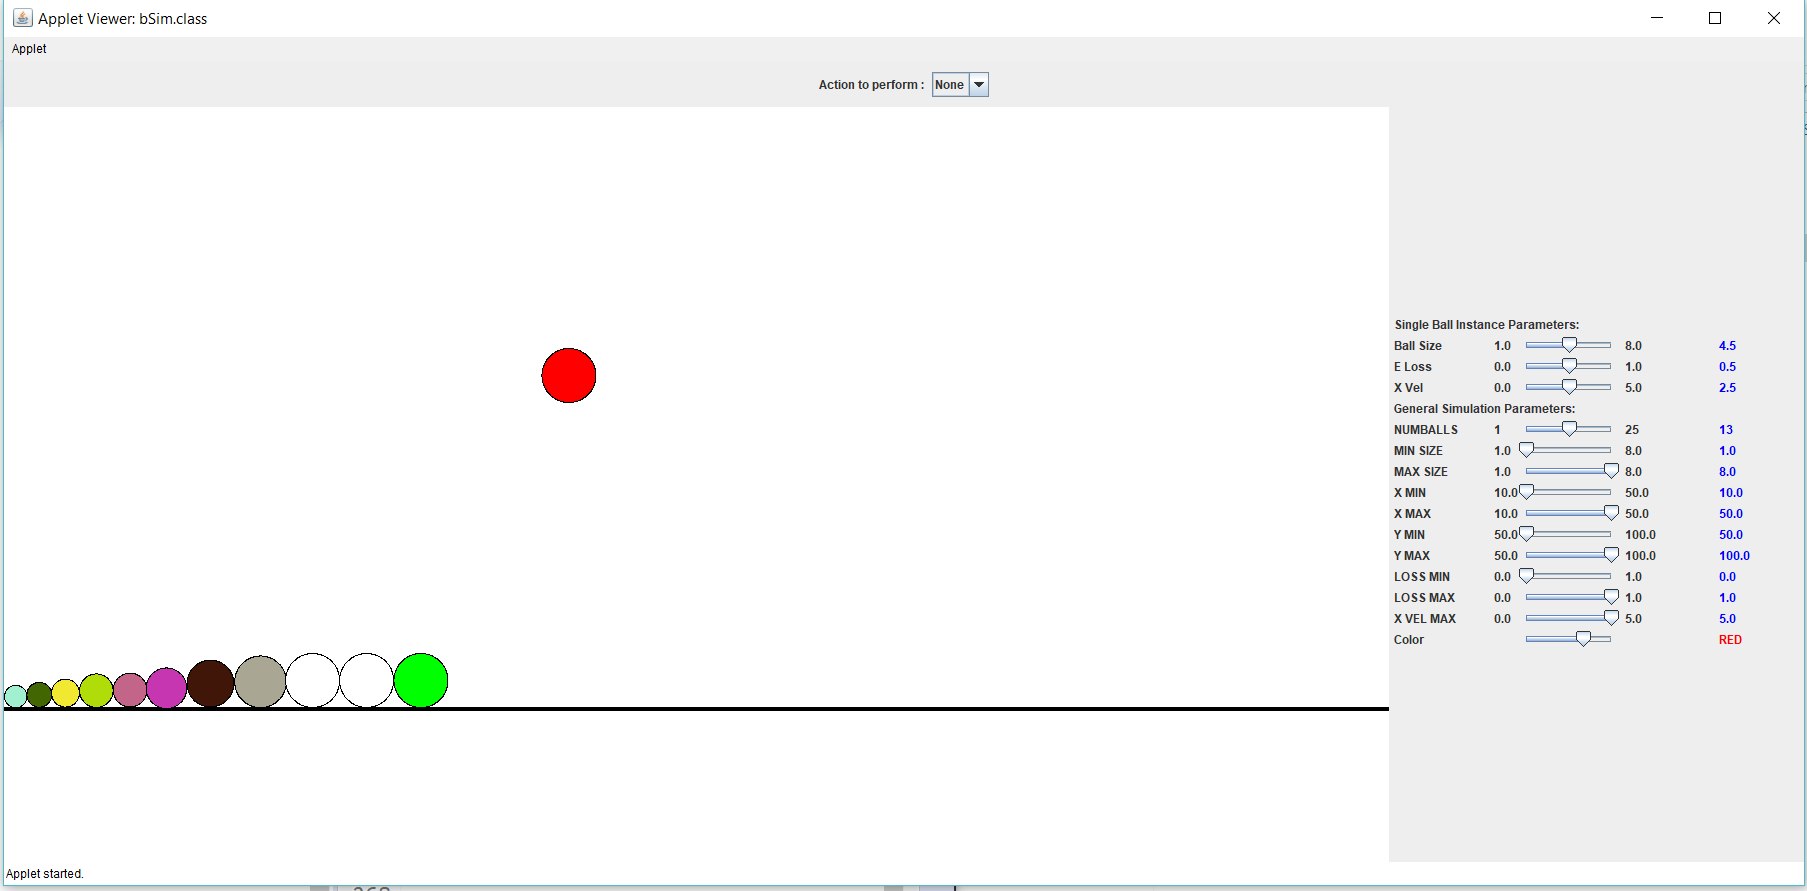 Applet Viewer: bSim.class
Applet
Action to perform : None
Single Ball Instance Parameters:
Ball Size 1.0 8.0 4.5
E Loss 0.0 1.0 0.5
X Vel 0.0 5.0 2.5
General Simulation Parameters:
NUMBALLS 1 25 13
MIN SIZE 1.0 8.0 1.0
MAX SIZE 1.0 8.0 8.0
X MIN 10.0 50.0 10.0
X MAX 10.0 50.0 50.0
Y MIN 50.0 100.0 50.0
Y MAX 50.0 100.0 100.0
LOSS MIN 0.0 1.0 0.0
LOSS MAX 0.0 1.0 1.0
X VEL MAX 0.0 5.0 5.0
Color RED
Applet started.